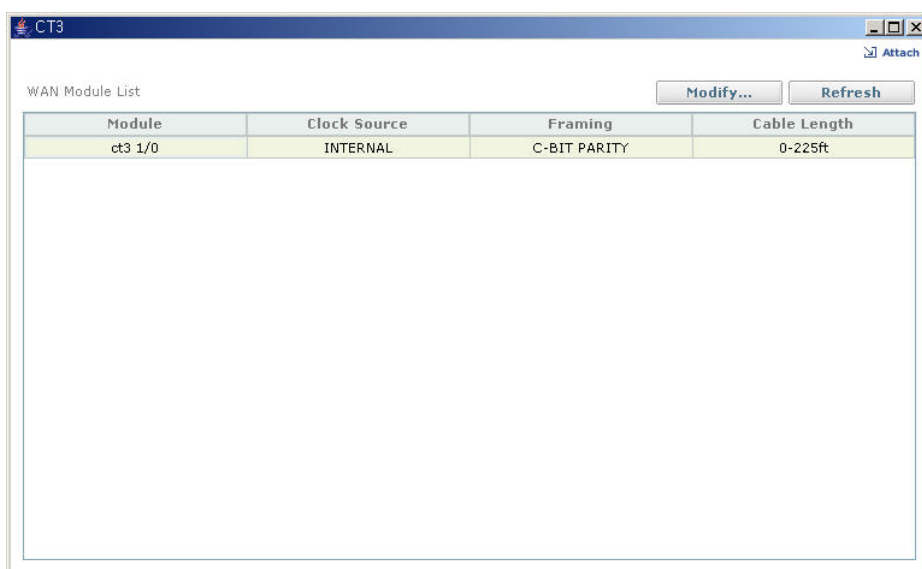 CT3
Attach
WAN Module List Modify... Refresh
Module Clock Source Framing Cable Length
ct3 1/0 INTERNAL C-BIT PARITY 0-225ft